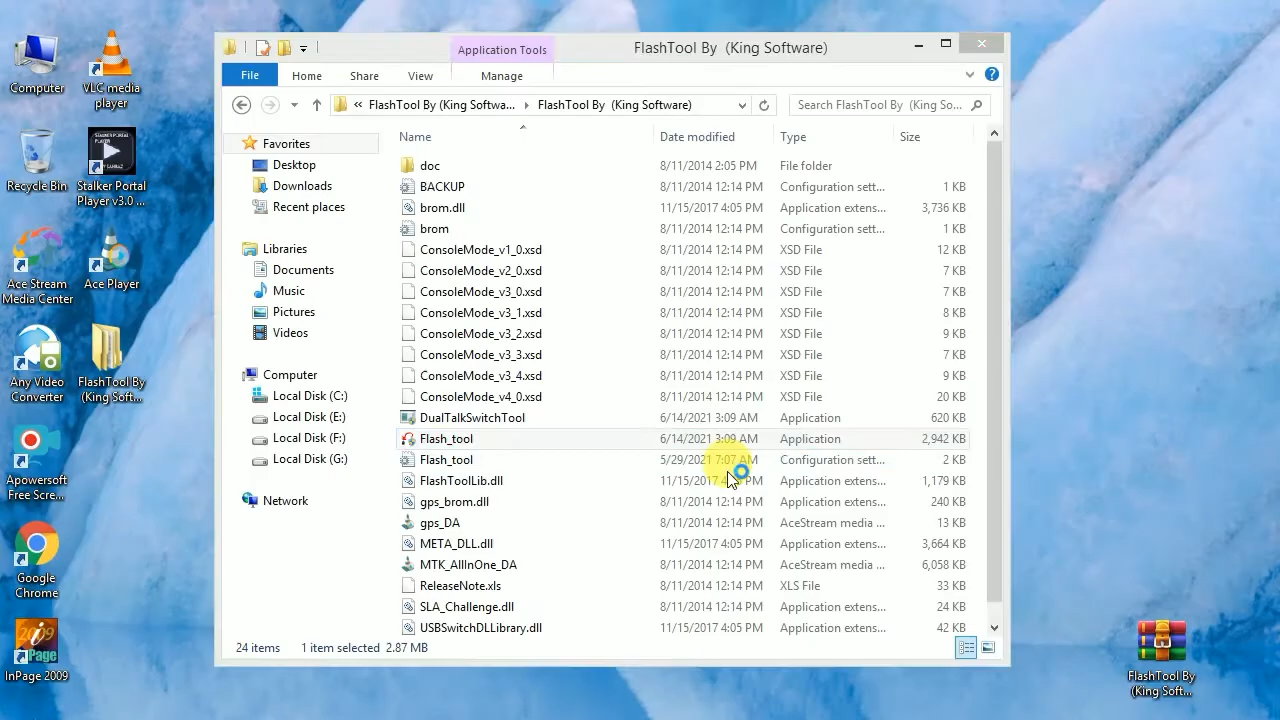 Computer
VLC media
player
Recycle Bin
Stalker Portal
Player v3.0 ...
Ace Stream
Media Center
Ace Player
Any Video
Converter
FlashTool By
(King Soft...
Apowersoft
Free Scre...
Google
Chrome
InPage 2009
Application Tools
FlashTool By (King Software)
File Home Share View Manage
« FlashTool By (King Softwa... FlashTool By (King Software)
Search FlashTool By (King So...
Favorites
Desktop
Downloads
Recent places
Libraries
Documents
Music
Pictures
Videos
Computer
Local Disk (C:)
Local Disk (E:)
Local Disk (F:)
Local Disk (G:)
Network
Name Date modified Type Size
doc 8/11/2014 2:05 PM File folder
BACKUP 8/11/2014 12:14 PM Configuration sett... 1 KB
brom.dll 11/15/2017 4:05 PM Application extens... 3,736 KB
brom 8/11/2014 12:14 PM Configuration sett... 1 KB
ConsoleMode_v1_0.xsd 8/11/2014 12:14 PM XSD File 12 KB
ConsoleMode_v2_0.xsd 8/11/2014 12:14 PM XSD File 7 KB
ConsoleMode_v3_0.xsd 8/11/2014 12:14 PM XSD File 7 KB
ConsoleMode_v3_1.xsd 8/11/2014 12:14 PM XSD File 8 KB
ConsoleMode_v3_2.xsd 8/11/2014 12:14 PM XSD File 9 KB
ConsoleMode_v3_3.xsd 8/11/2014 12:14 PM XSD File 9 KB
ConsoleMode_v3_4.xsd 8/11/2014 12:14 PM XSD File 9 KB
ConsoleMode_v4_0.xsd 8/11/2014 12:14 PM XSD File 20 KB
DualTalkSwitchTool 6/14/2021 3:09 AM Application 620 KB
Flash_tool 6/14/2021 3:09 AM Application 2,942 KB
Flash_tool 5/29/2021 7:07 AM Configuration sett... 2 KB
FlashToolLib.dll 11/15/2017 PM Application extens... 1,179 KB
gps_brom.dll 8/11/2014 12:14 PM Application extens... 240 KB
gps_DA 8/11/2014 12:14 PM AceStream media ... 13 KB
META_DLL.dll 11/15/2017 4:05 PM Application extens... 3,664 KB
MTK_AllInOne_DA 8/11/2014 12:14 PM AceStream media ... 6,058 KB
ReleaseNote.xls 8/11/2014 12:14 PM XLS File 33 KB
SLA_Challenge.dll 8/11/2014 12:14 PM Application extens... 24 KB
USBSwitchDLLibrary.dll 11/15/2017 4:05 PM Application extens... 42 KB
24 items 1 item selected 2.87 MB
FlashTool By
(King Soft...